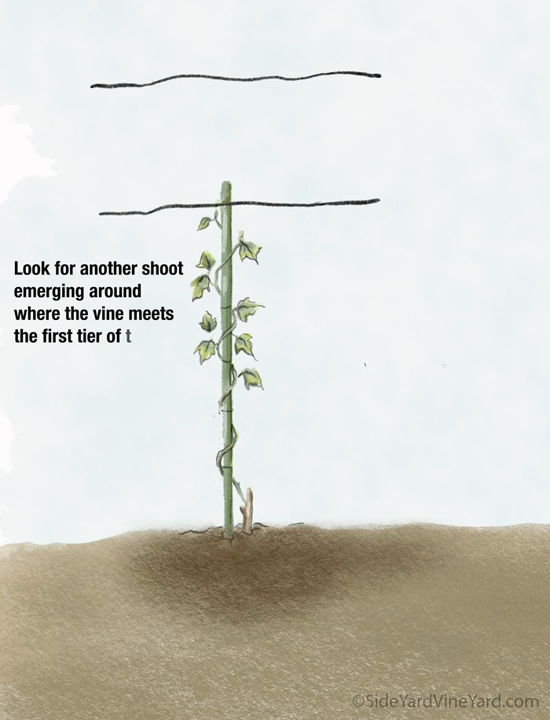 Look for another shoot
emerging around
where the vine meets
the first tier of t
©SideYardVineYard.com